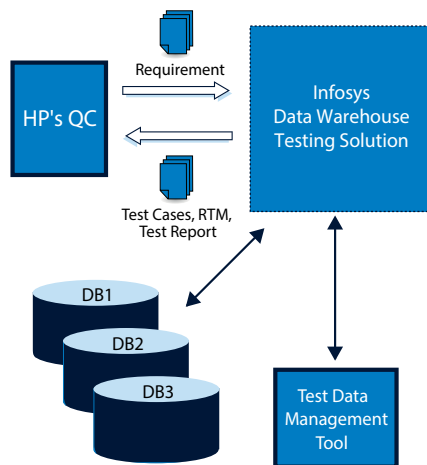 Requirement
HP's QC
Infosys
Data Warehouse
Testing Solution
Test Cases, RTM,
Test Report
DB1
DB2
DB3
Test Data
Management
Tool